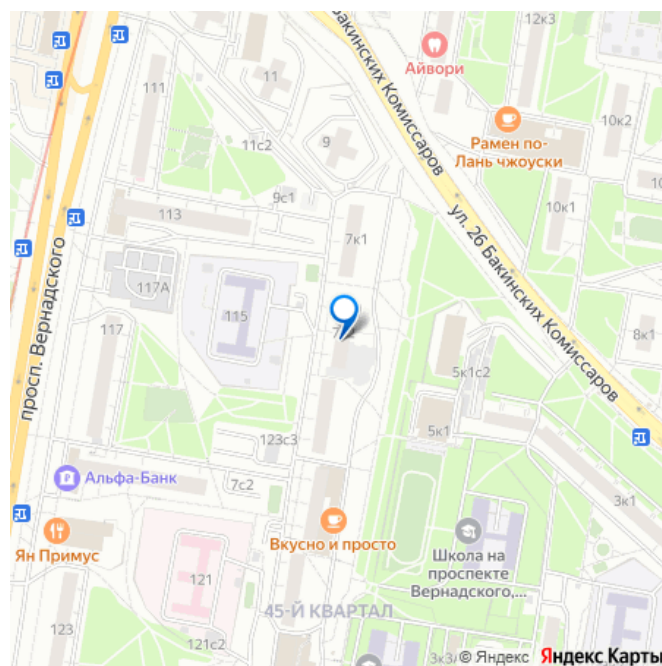 12к3
Айвори
10к2
Рамен по-
Лань чжоуски
Бакинских Комиссаров
111
11
9
11с2
9с1
113
7к1
10к1
10
ул. 26 Бакинских Комиссаров
просп. Вернадского
117А
115
117
8к1
5к1с2
5к1
123с3
Альфа-Банк
7с2
3к1
Ян Примус
Вкусно и просто
Школа на
проспекте
Вернадского,...
121
45-Й КВАРТАЛ
123
121с2
3к3А
© Яндекс Яндекс Карты